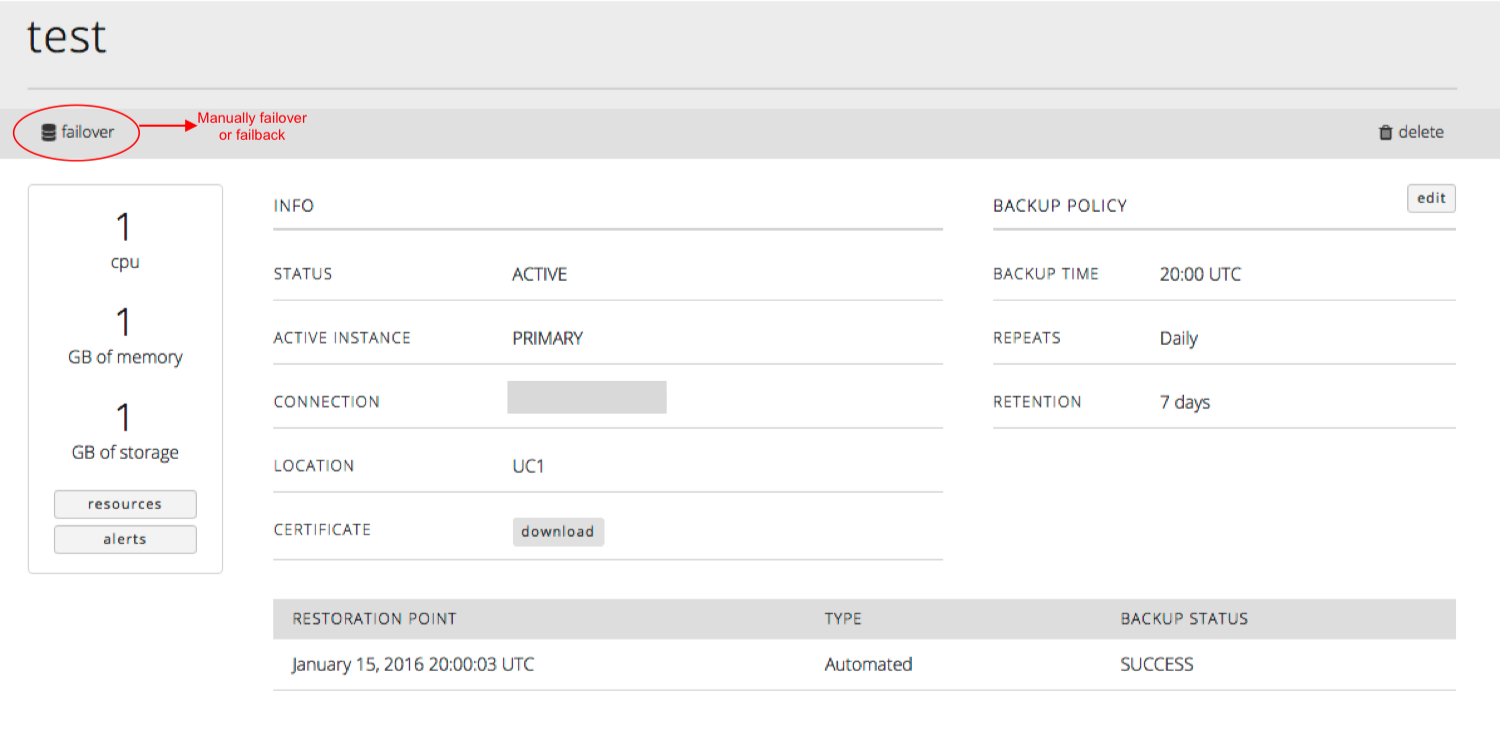 test
failover
Manually failover
or failback
delete
1
cpu
1
GB of memory
1
GB of storage
resources
alerts
INFO
STATUS ACTIVE
ACTIVE INSTANCE PRIMARY
CONNECTION
LOCATION UC1
CERTIFICATE download
BACKUP POLICY edit
BACKUP TIME 20:00 UTC
REPEATS Daily
RETENTION 7 days
RESTORATION POINT TYPE BACKUP STATUS
January 15, 2016 20:00:03 UTC Automated SUCCESS